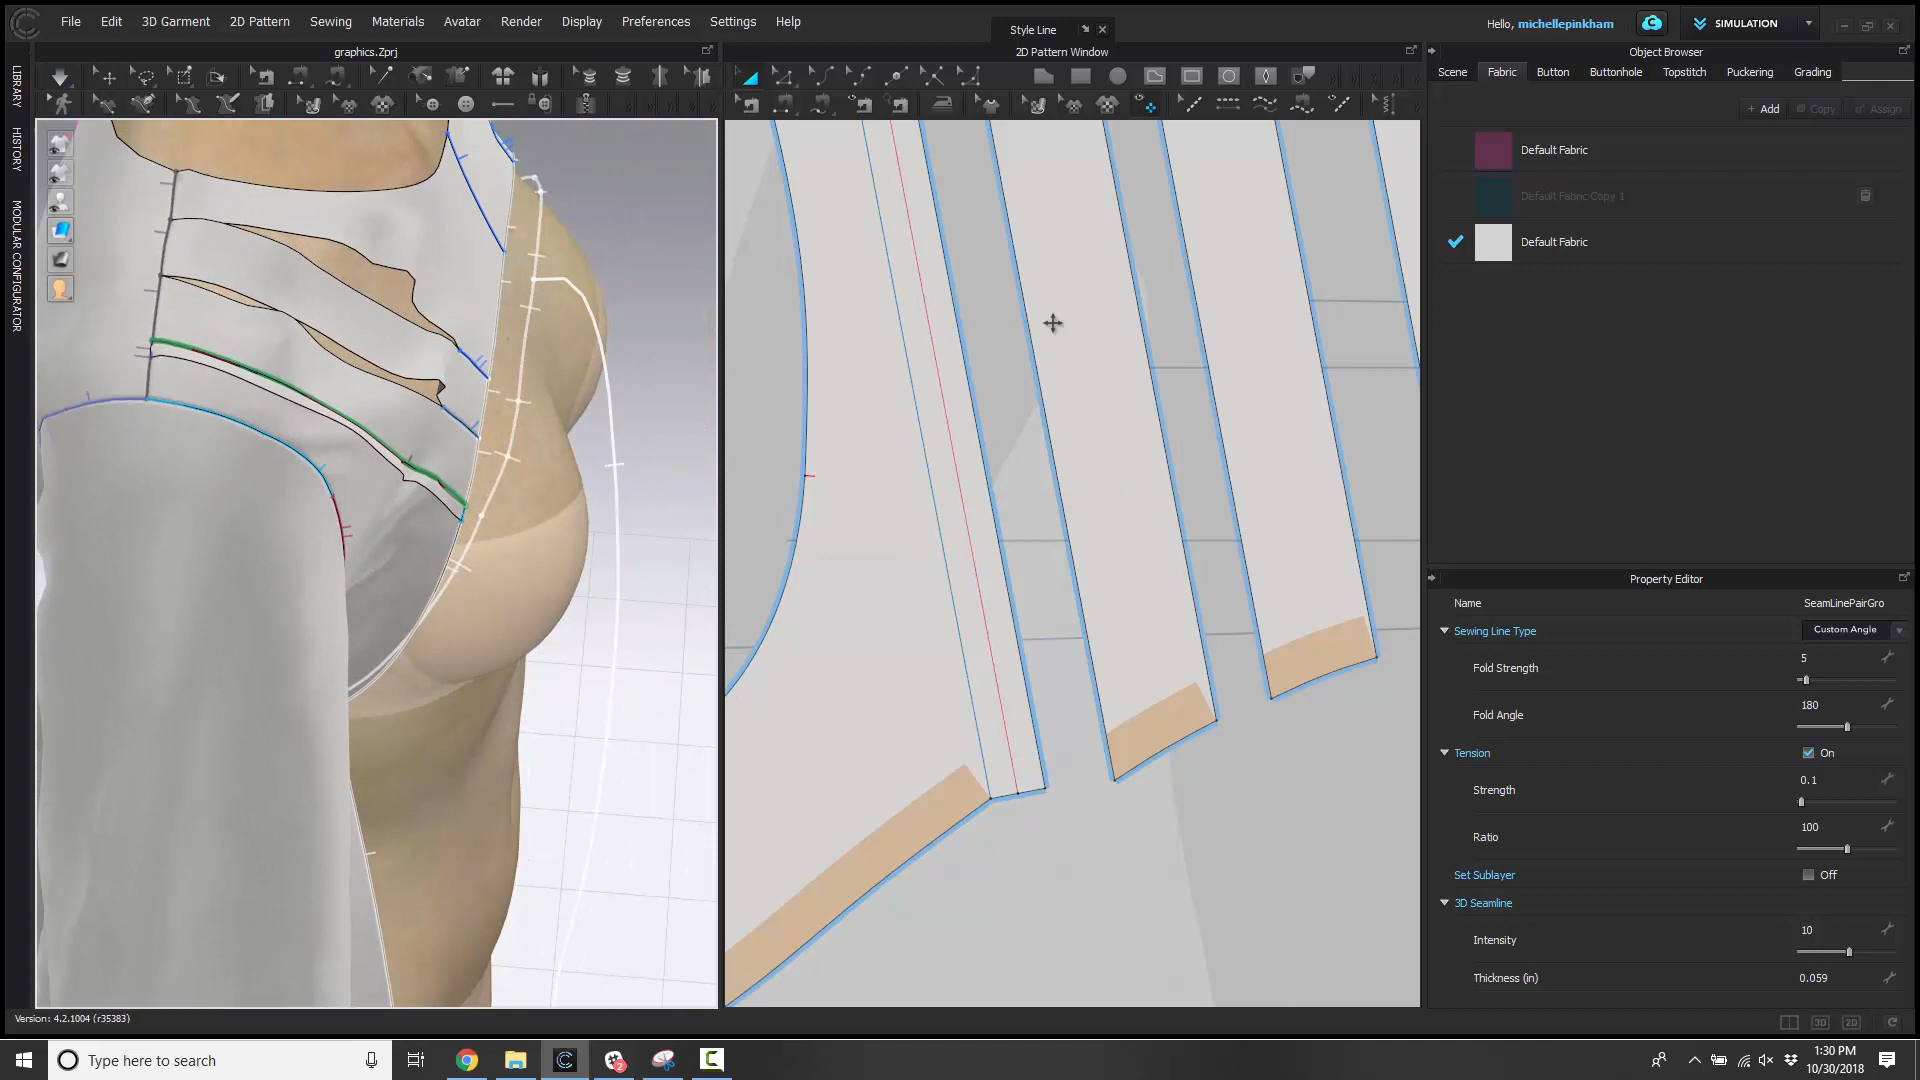 File
Edit
3D Garment
2D Pattern
Sewing
Materials
Avatar
Render
Display
Preferences
Settings
Help
Style Line
Hello, michellepinkham
SIMULATION
graphics.Zprj
2D Pattern Window
Object Browser
Scene
Fabric
Button
Buttonhole
Topstitch
Puckering
Grading
+ Add
Copy
Assign
LIBRARY
HISTORY
MODULAR CONFIGURATOR
Default Fabric
Default Fabric Copy 1
Default Fabric
Property Editor
Name
SeamLinePairGro
Sewing Line Type
Custom Angle
Fold Strength
5
Fold Angle
180
Tension
On
Strength
0.1
Ratio
100
Set Sublayer
Off
3D Seamline
Intensity
10
Thickness (in)
0.059
Version: 4.2.1004 (r35383)
3D
2D
Type here to search
2
1:30 PM
10/30/2018